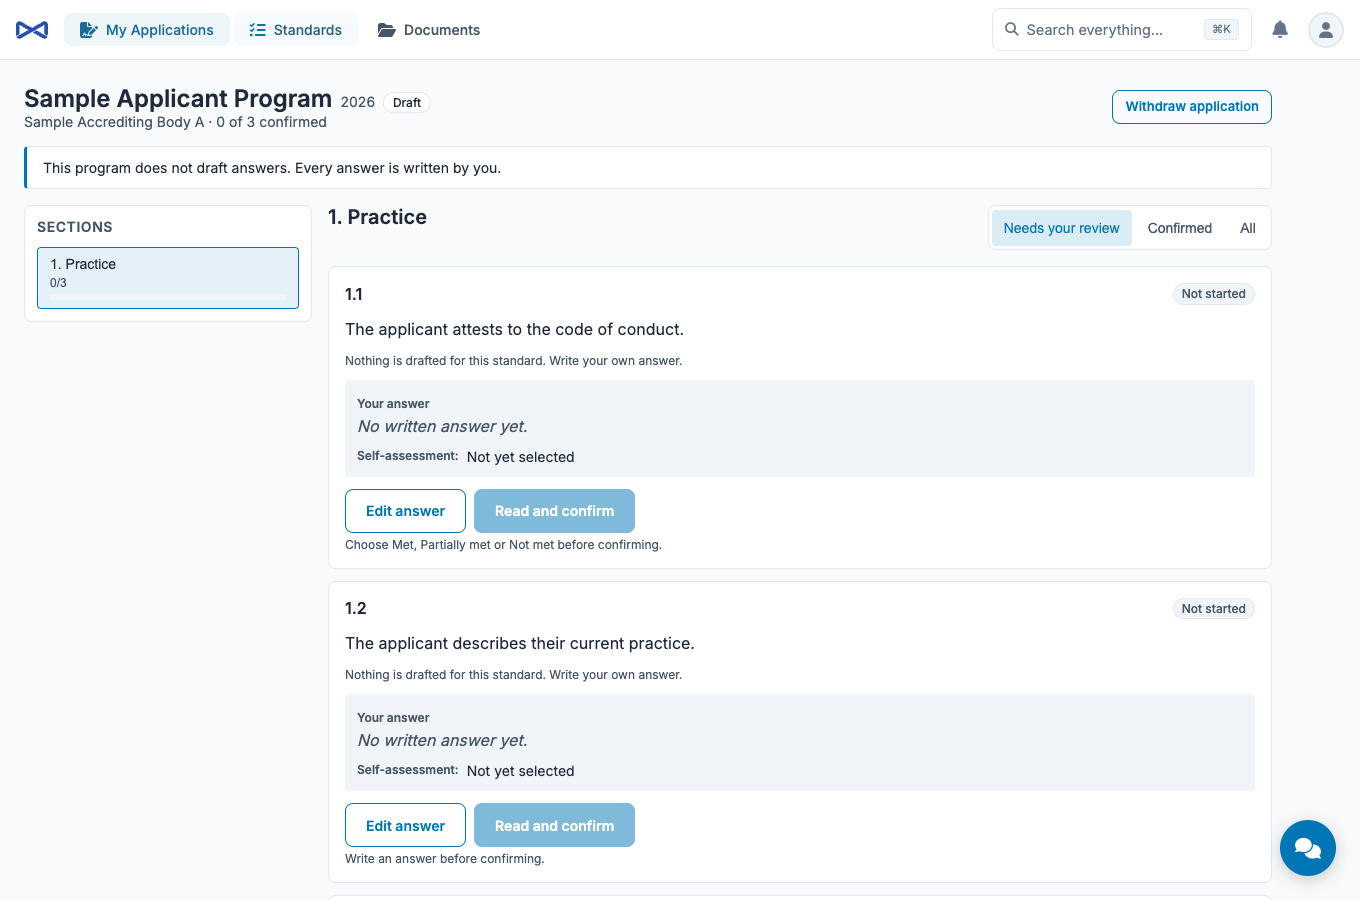 My Applications
Standards
Documents
Search everything...
⌘K
Sample Applicant Program 2026 Draft
Sample Accrediting Body A · 0 of 3 confirmed
Withdraw application
This program does not draft answers. Every answer is written by you.
SECTIONS
1. Practice
0/3
1. Practice
Needs your review
Confirmed
All
1.1
Not started
The applicant attests to the code of conduct.
Nothing is drafted for this standard. Write your own answer.
Your answer
No written answer yet.
Self-assessment: Not yet selected
Edit answer
Read and confirm
Choose Met, Partially met or Not met before confirming.
1.2
Not started
The applicant describes their current practice.
Nothing is drafted for this standard. Write your own answer.
Your answer
No written answer yet.
Self-assessment: Not yet selected
Edit answer
Read and confirm
Write an answer before confirming.